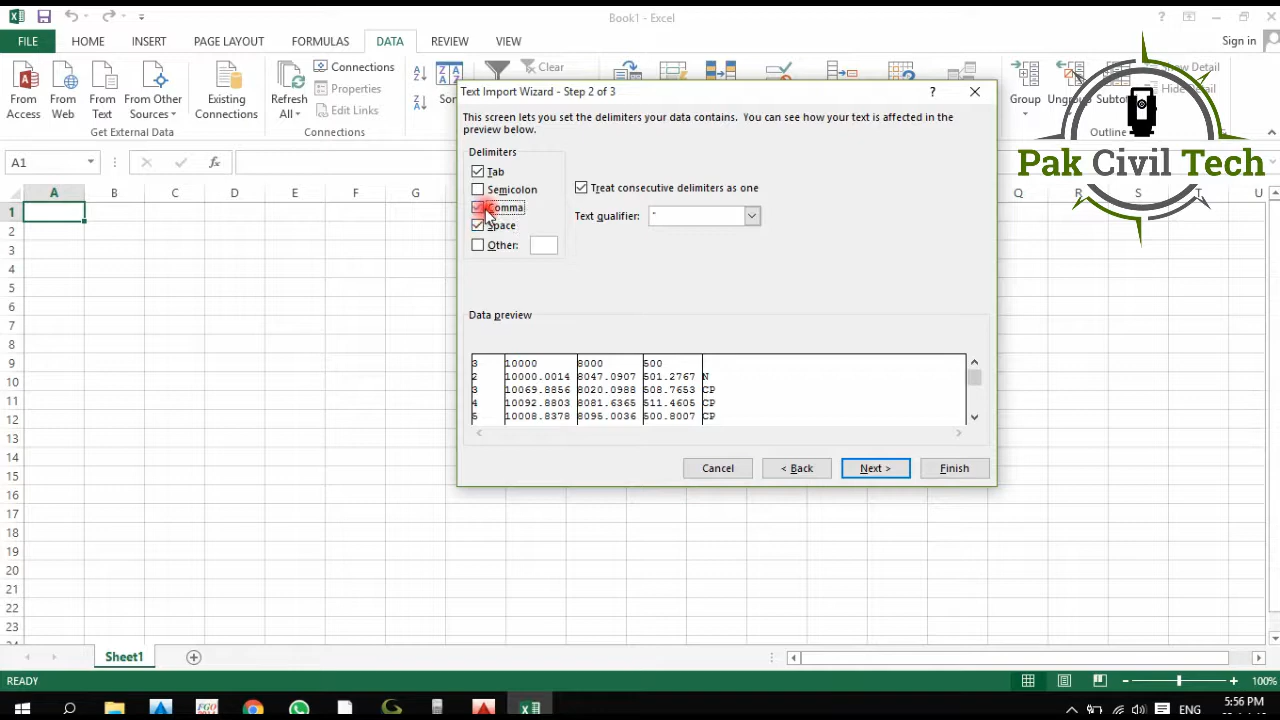 Book1 - Excel
FILE HOME INSERT PAGE LAYOUT FORMULAS DATA REVIEW VIEW Sign in
From Access
From Web
From Text
From Other Sources
Existing Connections
Refresh All
Connections
Properties
Edit Links
Clear
Group
Show Detail
Hide Detail
Get External Data
Outline
Pak Civil Tech
A1
A B C D E F G Q R S T U
1
2
3
4
5
6
7
8
9
10
11
12
13
14
15
16
17
18
19
20
21
22
23
Text Import Wizard - Step 2 of 3
This screen lets you set the delimiters your data contains. You can see how your text is affected in the
preview below.
Delimiters
Tab
Semicolon
Comma
Space
Other:
Treat consecutive delimiters as one
Text qualifier: "
Data preview
3 10000 8000 500
2 10000.0014 8047.0907 501.2767 N
3 10069.8856 8020.0988 508.7653 CP
4 10092.8803 8081.6365 511.4605 CP
5 10008.8378 8095.0036 500.8007 CP
Cancel < Back Next > Finish
Sheet1
READY 100%
ENG 5:56 PM